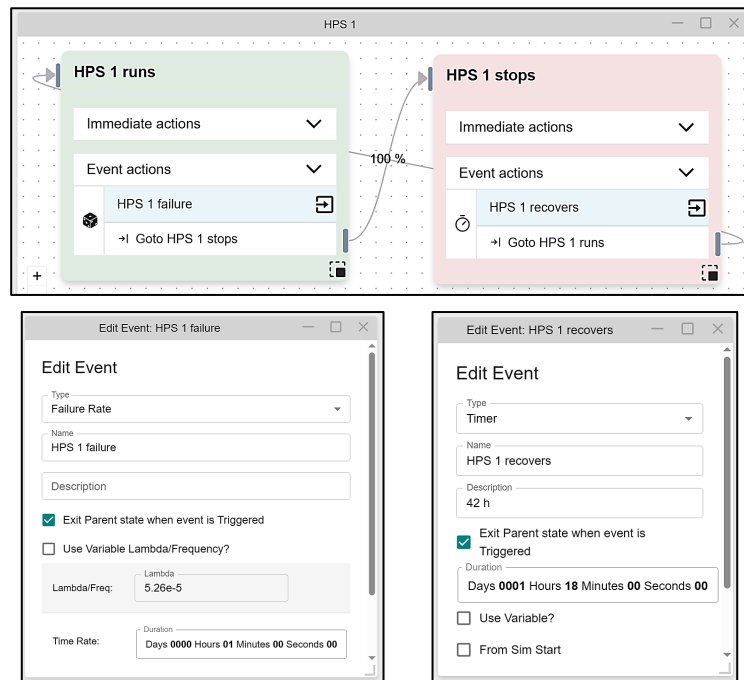 HPS 1
HPS 1 runs
Immediate actions
Event actions
HPS 1 failure
Goto HPS 1 stops
100 %
HPS 1 stops
Immediate actions
Event actions
HPS 1 recovers
Goto HPS 1 runs
+
Edit Event: HPS 1 failure
Edit Event
Type
Failure Rate
Name
HPS 1 failure
Description
Exit Parent state when event is Triggered
Use Variable Lambda/Frequency?
Lambda/Freq:
Lambda
5.26e-5
Time Rate:
Duration
Days 0000 Hours 01 Minutes 00 Seconds 00
Edit Event: HPS 1 recovers
Edit Event
Type
Timer
Name
HPS 1 recovers
Description
42 h
Exit Parent state when event is
Triggered
Duration
Days 0001 Hours 18 Minutes 00 Seconds 00
Use Variable?
From Sim Start